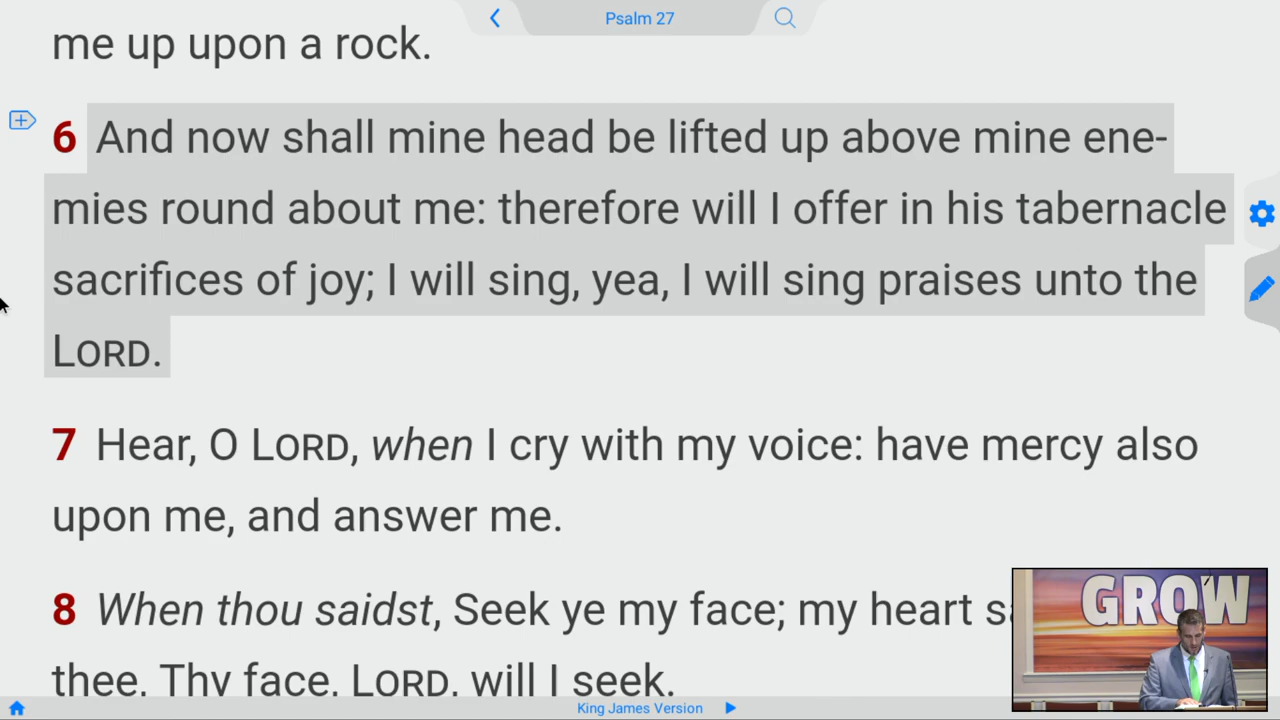 Psalm 27
me up upon a rock.
6 And now shall mine head be lifted up above mine ene-
mies round about me: therefore will I offer in his tabernacle
sacrifices of joy; I will sing, yea, I will sing praises unto the
LORD.
7 Hear, O LORD, when I cry with my voice: have mercy also
upon me, and answer me.
8 When thou saidst, Seek ye my face; my heart
thee, Thy face, LORD, will I seek.
GROW
King James Version